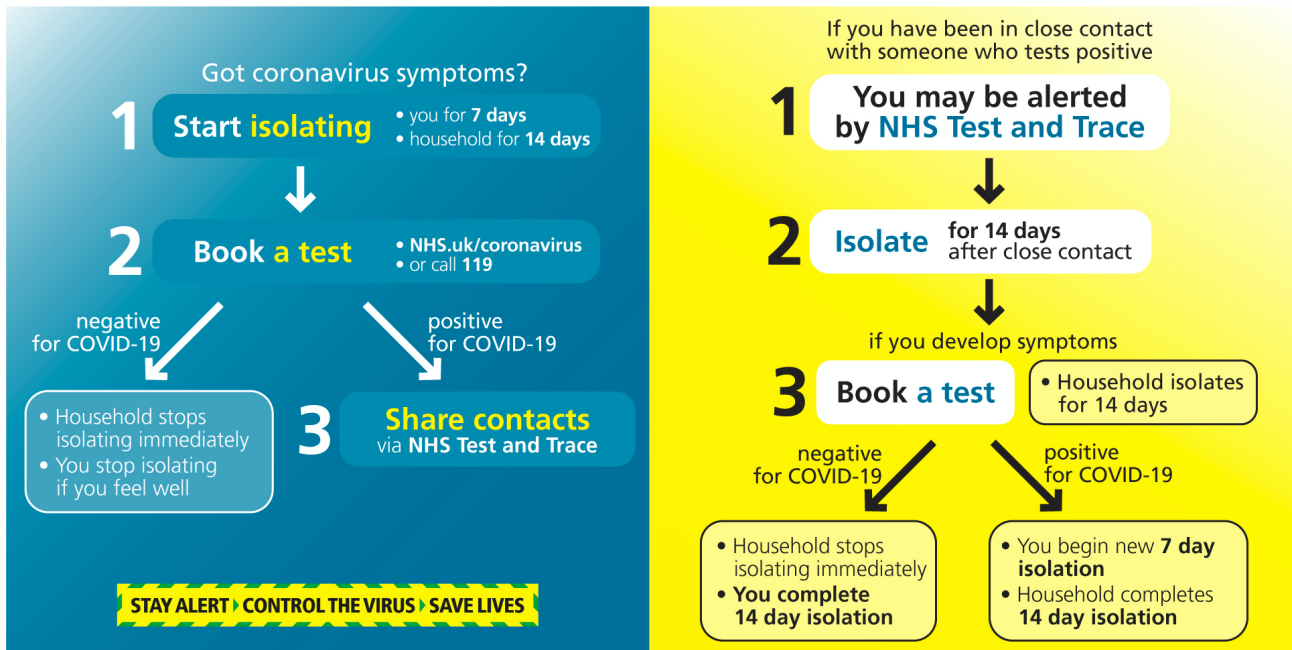 Got coronavirus symptoms?
1
Start isolating
• you for 7 days
• household for 14 days
2
Book a test
• NHS.uk/coronavirus
• or call 119
negative
for COVID-19
positive
for COVID-19
• Household stops
isolating immediately
• You stop isolating
if you feel well
3
Share contacts
via NHS Test and Trace
STAY ALERT CONTROL THE VIRUS SAVE LIVES
If you have been in close contact
with someone who tests positive
1
You may be alerted
by NHS Test and Trace
2
Isolate
for 14 days
after close contact
if you develop symptoms
3
Book a test
• Household isolates
for 14 days
negative
for COVID-19
positive
for COVID-19
• Household stops
isolating immediately
• You complete
14 day isolation
• You begin new 7 day
isolation
• Household completes
14 day isolation